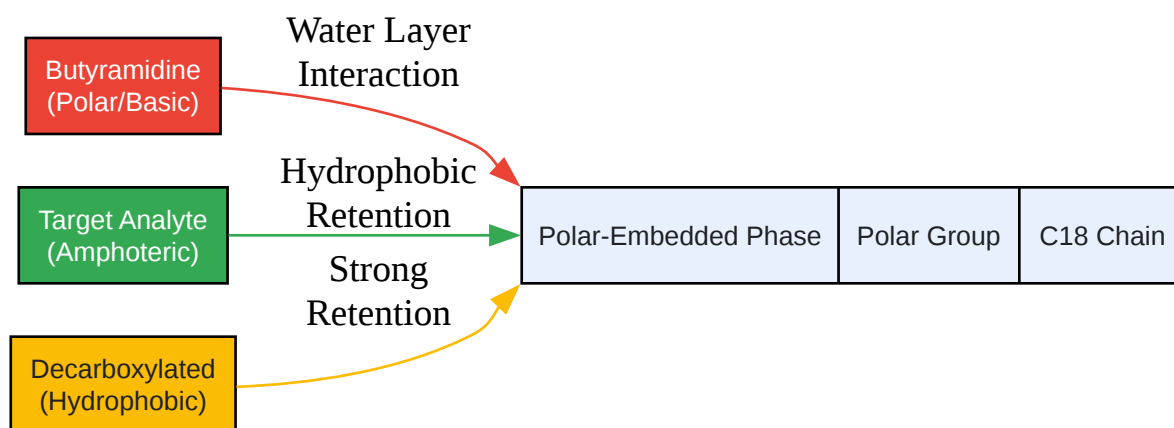 Water Layer
Interaction
Butyramidine
(Polar/Basic)
Hydrophobic
Retention
Target Analyte
(Amphoteric)
Polar-Embedded Phase
Polar Group
C18 Chain
Strong
Retention
Decarboxylated
(Hydrophobic)